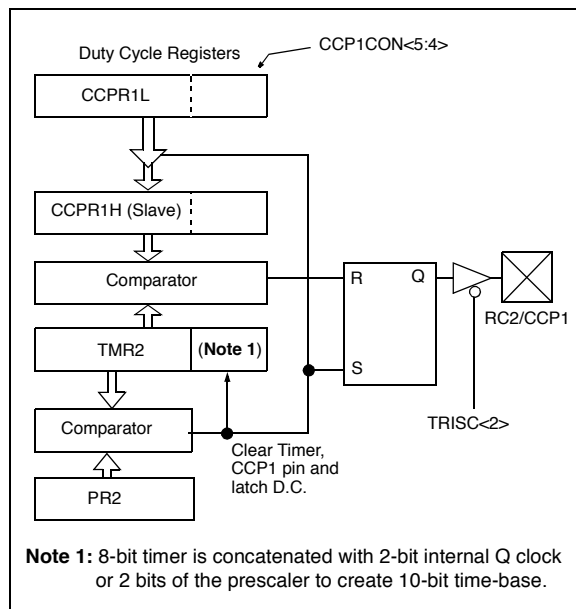 Duty Cycle Registers
CCP1CON<5:4>
CCPR1L
CCPR1H (Slave)
Comparator
R
Q
RC2/CCP1
TMR2
(Note 1)
S
TRISC<2>
Comparator
Clear Timer,
CCP1 pin and
latch D.C.
PR2
Note 1: 8-bit timer is concatenated with 2-bit internal Q clock
or 2 bits of the prescaler to create 10-bit time-base.